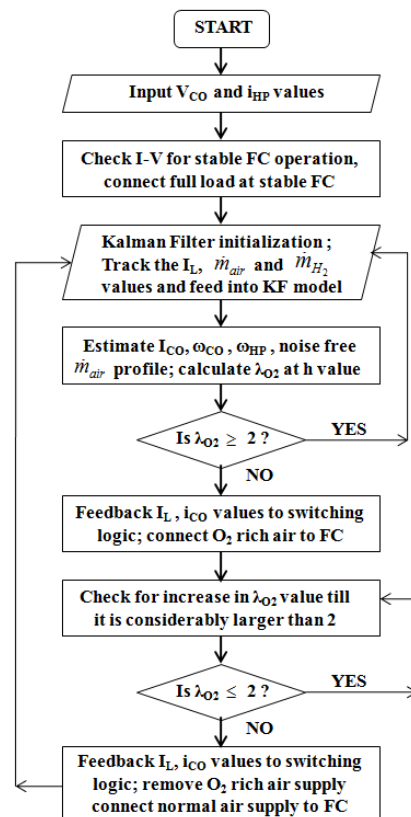 START
Input V_CO and i_HP values
Check I-V for stable FC operation,
connect full load at stable FC
Kalman Filter initialization ;
Track the I_L, ṁ_air and ṁ_H₂
values and feed into KF model
Estimate I_CO, ω_CO , ω_HP , noise free
ṁ_air profile; calculate λ_O2 at h value
Is λ_O2 ≥ 2 ?
YES
NO
Feedback I_L , i_CO values to switching
logic; connect O₂ rich air to FC
Check for increase in λ_O2 value till
it is considerably larger than 2
Is λ_O2 ≤ 2 ?
YES
NO
Feedback I_L, i_CO values to switching
logic; remove O₂ rich air supply
connect normal air supply to FC